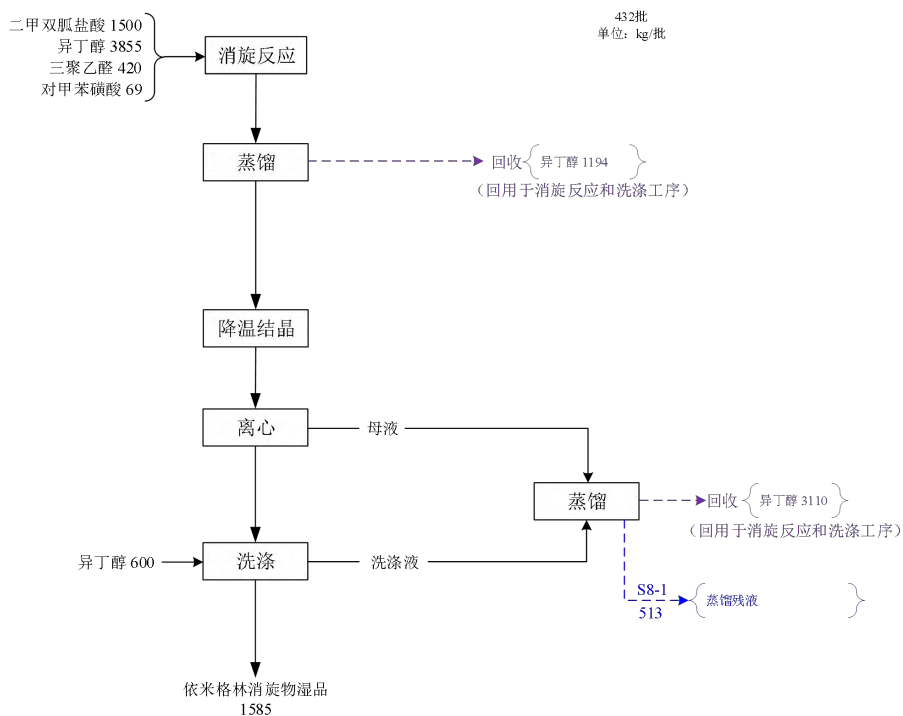 432批
单位：kg/批
二甲双胍盐酸 1500
异丁醇 3855
三聚乙醛 420
对甲苯磺酸 69
消旋反应
蒸馏
回收
异丁醇 1194
（回用于消旋反应和洗涤工序）
降温结晶
离心
母液
蒸馏
回收
异丁醇 3110
（回用于消旋反应和洗涤工序）
异丁醇 600
洗涤
洗涤液
S8-1
513
蒸馏残液
依米格林消旋物湿品
1585